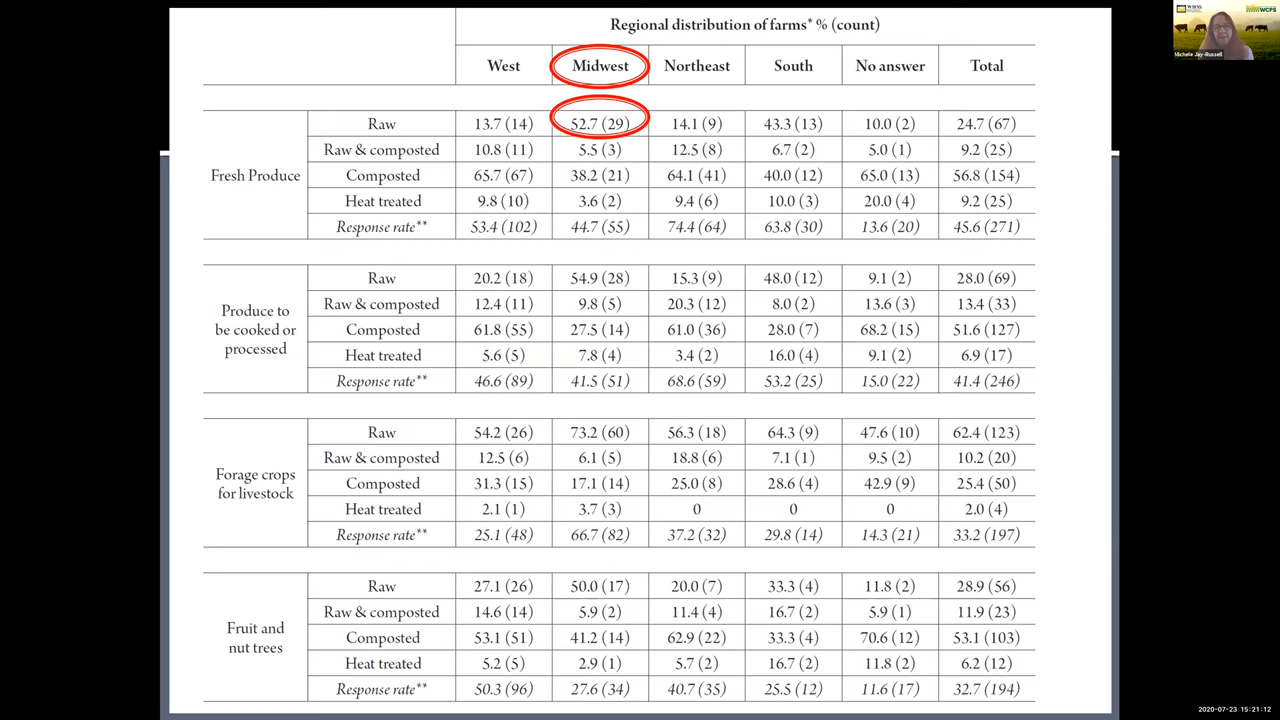 Regional distribution of farms* % (count)
West Midwest Northeast South No answer Total
Fresh Produce
Raw 13.7 (14) 52.7 (29) 14.1 (9) 43.3 (13) 10.0 (2) 24.7 (67)
Raw & composted 10.8 (11) 5.5 (3) 12.5 (8) 6.7 (2) 5.0 (1) 9.2 (25)
Composted 65.7 (67) 38.2 (21) 64.1 (41) 40.0 (12) 65.0 (13) 56.8 (154)
Heat treated 9.8 (10) 3.6 (2) 9.4 (6) 10.0 (3) 20.0 (4) 9.2 (25)
Response rate** 53.4 (102) 44.7 (55) 74.4 (64) 63.8 (30) 13.6 (20) 45.6 (271)
Produce to
be cooked or
processed
Raw 20.2 (18) 54.9 (28) 15.3 (9) 48.0 (12) 9.1 (2) 28.0 (69)
Raw & composted 12.4 (11) 9.8 (5) 20.3 (12) 8.0 (2) 13.6 (3) 13.4 (33)
Composted 61.8 (55) 27.5 (14) 61.0 (36) 28.0 (7) 68.2 (15) 51.6 (127)
Heat treated 5.6 (5) 7.8 (4) 3.4 (2) 16.0 (4) 9.1 (2) 6.9 (17)
Response rate** 46.6 (89) 41.5 (51) 68.6 (59) 53.2 (25) 15.0 (22) 41.4 (246)
Forage crops
for livestock
Raw 54.2 (26) 73.2 (60) 56.3 (18) 64.3 (9) 47.6 (10) 62.4 (123)
Raw & composted 12.5 (6) 6.1 (5) 18.8 (6) 7.1 (1) 9.5 (2) 10.2 (20)
Composted 31.3 (15) 17.1 (14) 25.0 (8) 28.6 (4) 42.9 (9) 25.4 (50)
Heat treated 2.1 (1) 3.7 (3) 0 0 0 2.0 (4)
Response rate** 25.1 (48) 66.7 (82) 37.2 (32) 29.8 (14) 14.3 (21) 33.2 (197)
Fruit and
nut trees
Raw 27.1 (26) 50.0 (17) 20.0 (7) 33.3 (4) 11.8 (2) 28.9 (56)
Raw & composted 14.6 (14) 5.9 (2) 11.4 (4) 16.7 (2) 5.9 (1) 11.9 (23)
Composted 53.1 (51) 41.2 (14) 62.9 (22) 33.3 (4) 70.6 (12) 53.1 (103)
Heat treated 5.2 (5) 2.9 (1) 5.7 (2) 16.7 (2) 11.8 (2) 6.2 (12)
Response rate** 50.3 (96) 27.6 (34) 40.7 (35) 25.5 (12) 11.6 (17) 32.7 (194)
WCFS
Michele Jay-Russell
2020-07-23 15:21:12